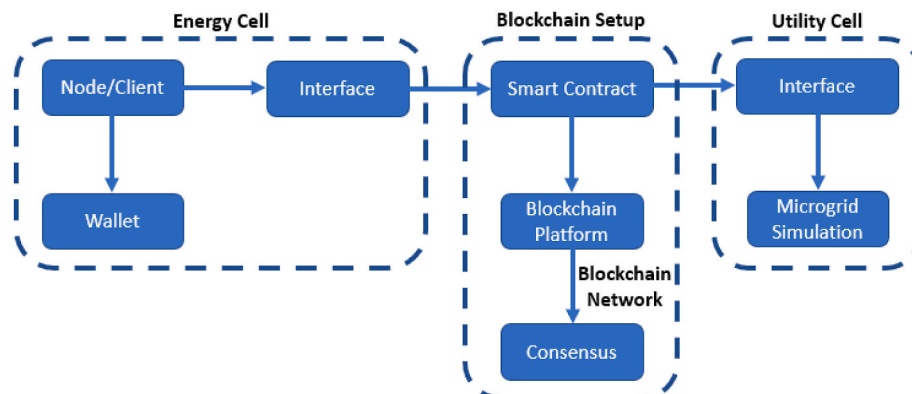 Energy Cell
Blockchain Setup
Utility Cell
Node/Client
Interface
Smart Contract
Interface
Wallet
Blockchain
Platform
Microgrid
Simulation
Blockchain
Network
Consensus